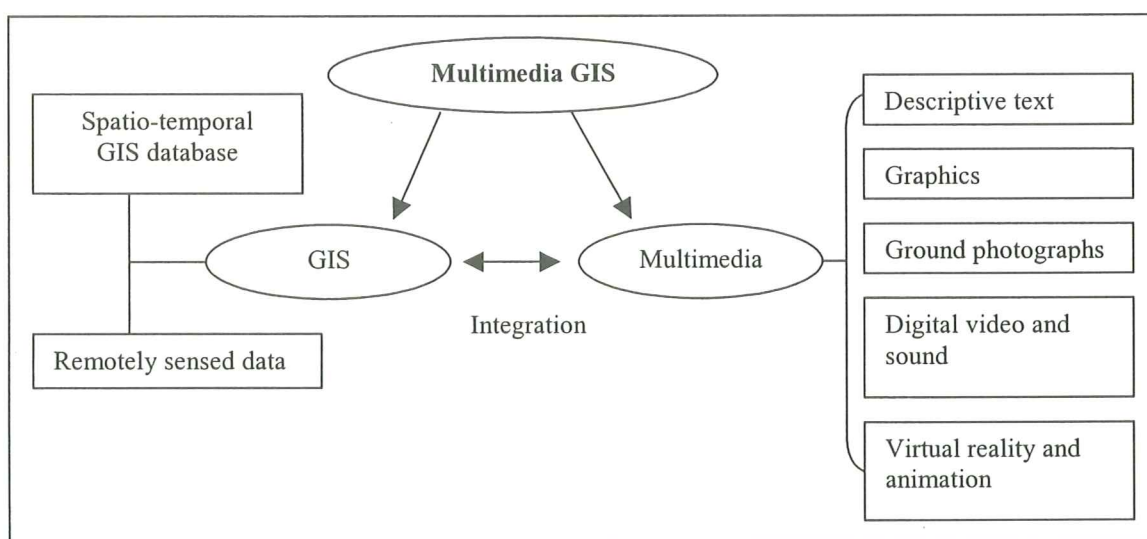 Multimedia GIS
Spatio-temporal
GIS database
GIS
Remotely sensed data
Integration
Multimedia
Descriptive text
Graphics
Ground photographs
Digital video and
sound
Virtual reality and
animation